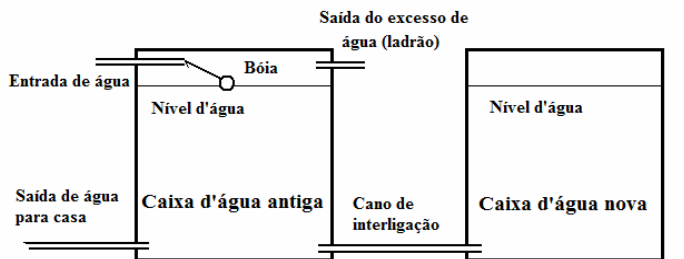 Saída do excesso de
água (ladrão)
Entrada de água
Bóia
Nível d'água
Nível d'água
Saída de água
para casa
Caixa d'água antiga
Cano de
interligação
Caixa d'água nova